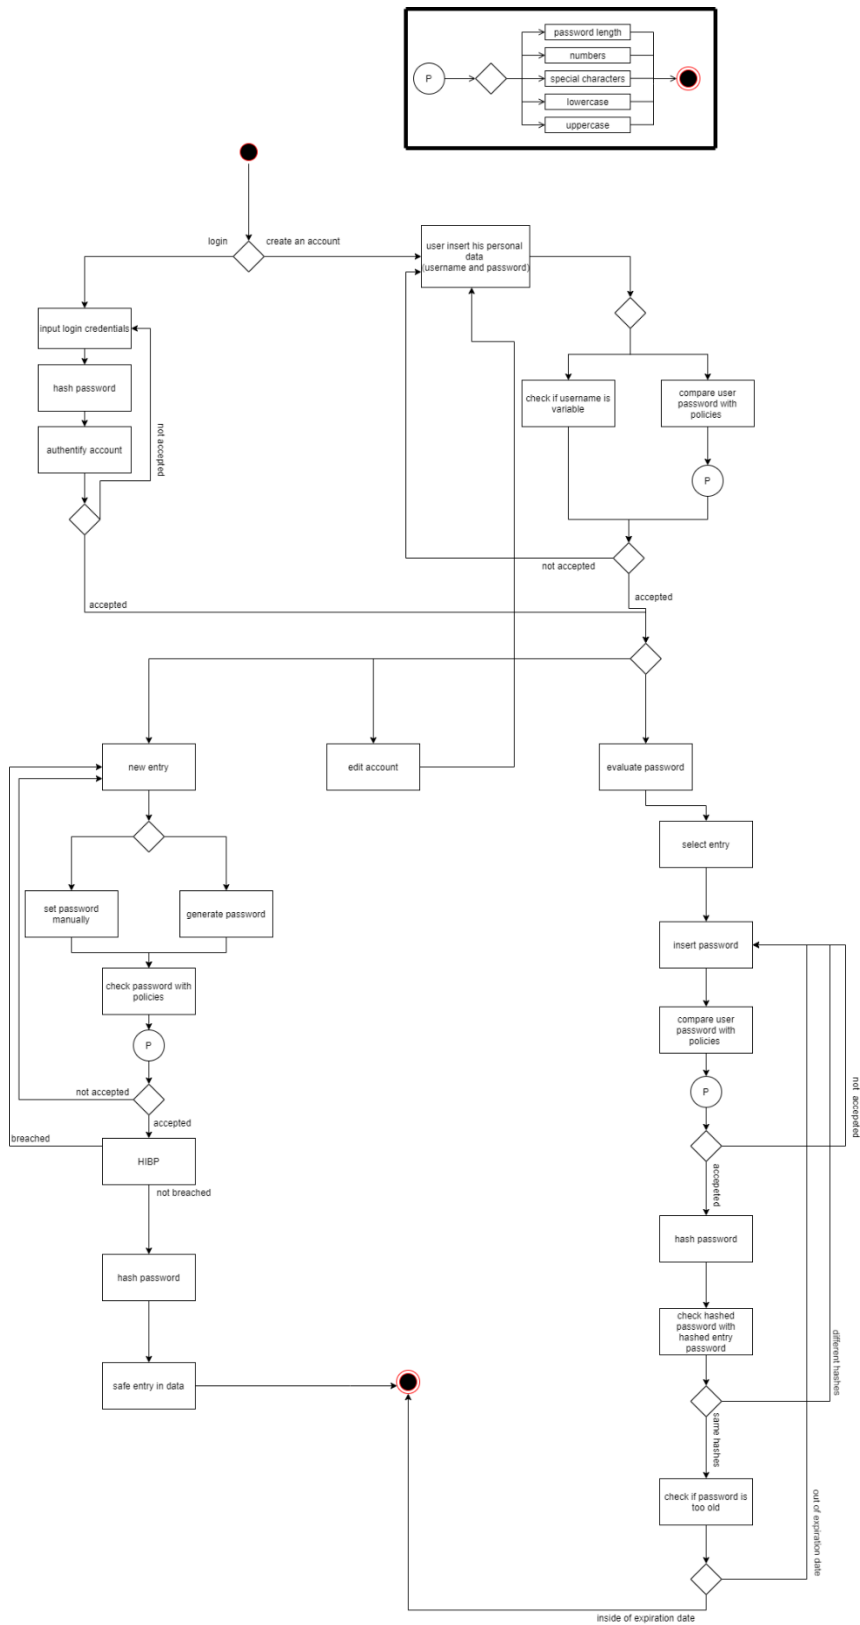 password length
numbers
P
special characters
lowercase
uppercase
login
create an account
user insert his personal
data
(username and password)
input login credentials
hash password
check if username is
variable
compare user
password with
policies
authentify account
not accepted
P
not accepted
accepted
accepted
new entry
edit account
evaluate password
select entry
set password
manually
generate password
insert password
check password with
policies
compare user
password with
policies
P
not accepted
accepted
breached
HIBP
not breached
P
not accepeted
accepeted
hash password
hash password
check hashed
password with
hashed entry
password
different hashes
safe entry in data
same hashes
check if password is
too old
out of expiration date
inside of expiration date